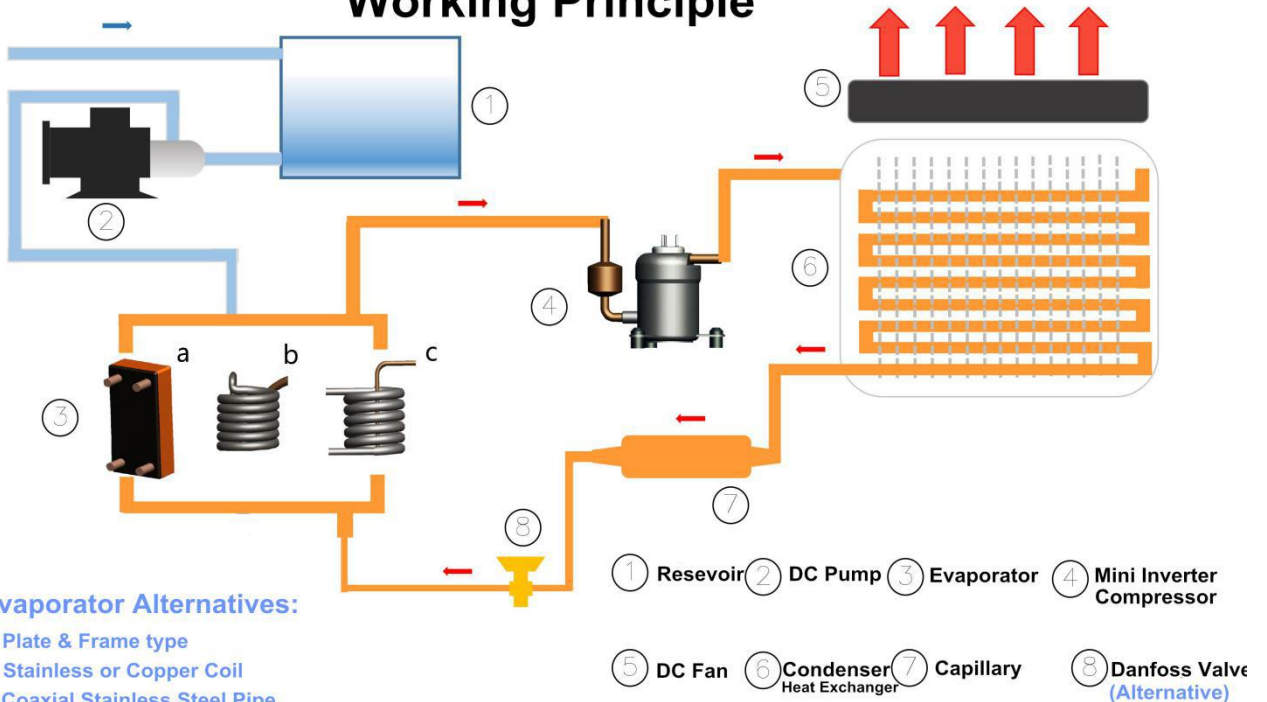 Working Principle
1
2
3
4
5
6
7
8
a
b
c
1 Resevoir 2 DC Pump 3 Evaporator 4 Mini Inverter
Compressor
5 DC Fan 6 Condenser 7 Capillary 8 Danfoss Valve
Heat Exchanger
(Alternative)
vaporator Alternatives:
Plate & Frame type
Stainless or Copper Coil
Coaxial Stainless Steel Pipe